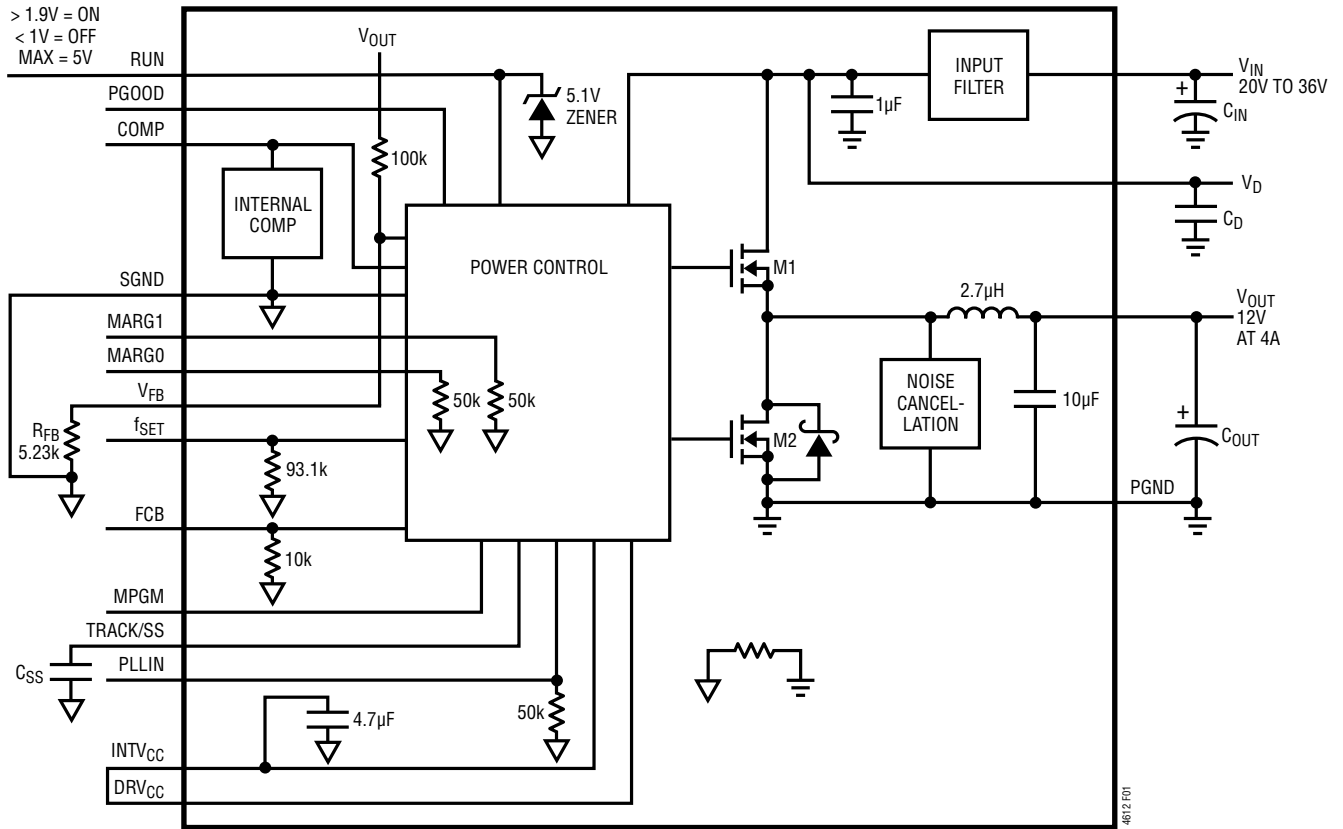 > 1.9V = ON
< 1V = OFF
MAX = 5V
RUN
PGOOD
COMP
SGND
MARG1
MARG0
VFB
fSET
FCB
MPGM
TRACK/SS
PLLIN
INTVCC
DRVCC
RFB
5.23k
CSS
VOUT
100k
5.1V
ZENER
INTERNAL
COMP
POWER CONTROL
50k
50k
93.1k
10k
4.7µF
50k
1µF
INPUT
FILTER
M1
M2
2.7µH
NOISE
CANCEL-
LATION
10µF
VIN
20V TO 36V
CIN
VD
CD
VOUT
12V
AT 4A
COUT
PGND
4612 F01